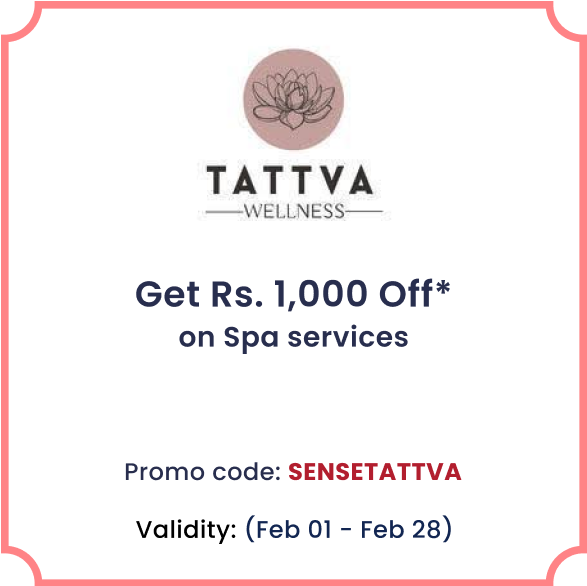 TATTVA
WELLNESS
Get Rs. 1,000 Off*
on Spa services
Promo code: SENSETATTVA
Validity: (Feb 01 - Feb 28)